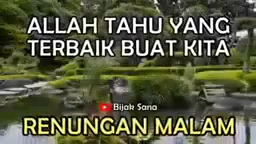 ALLAH TAHU YANG
TERBAIK BUAT KITA
Bijak Sana
RENUNGAN MALAM